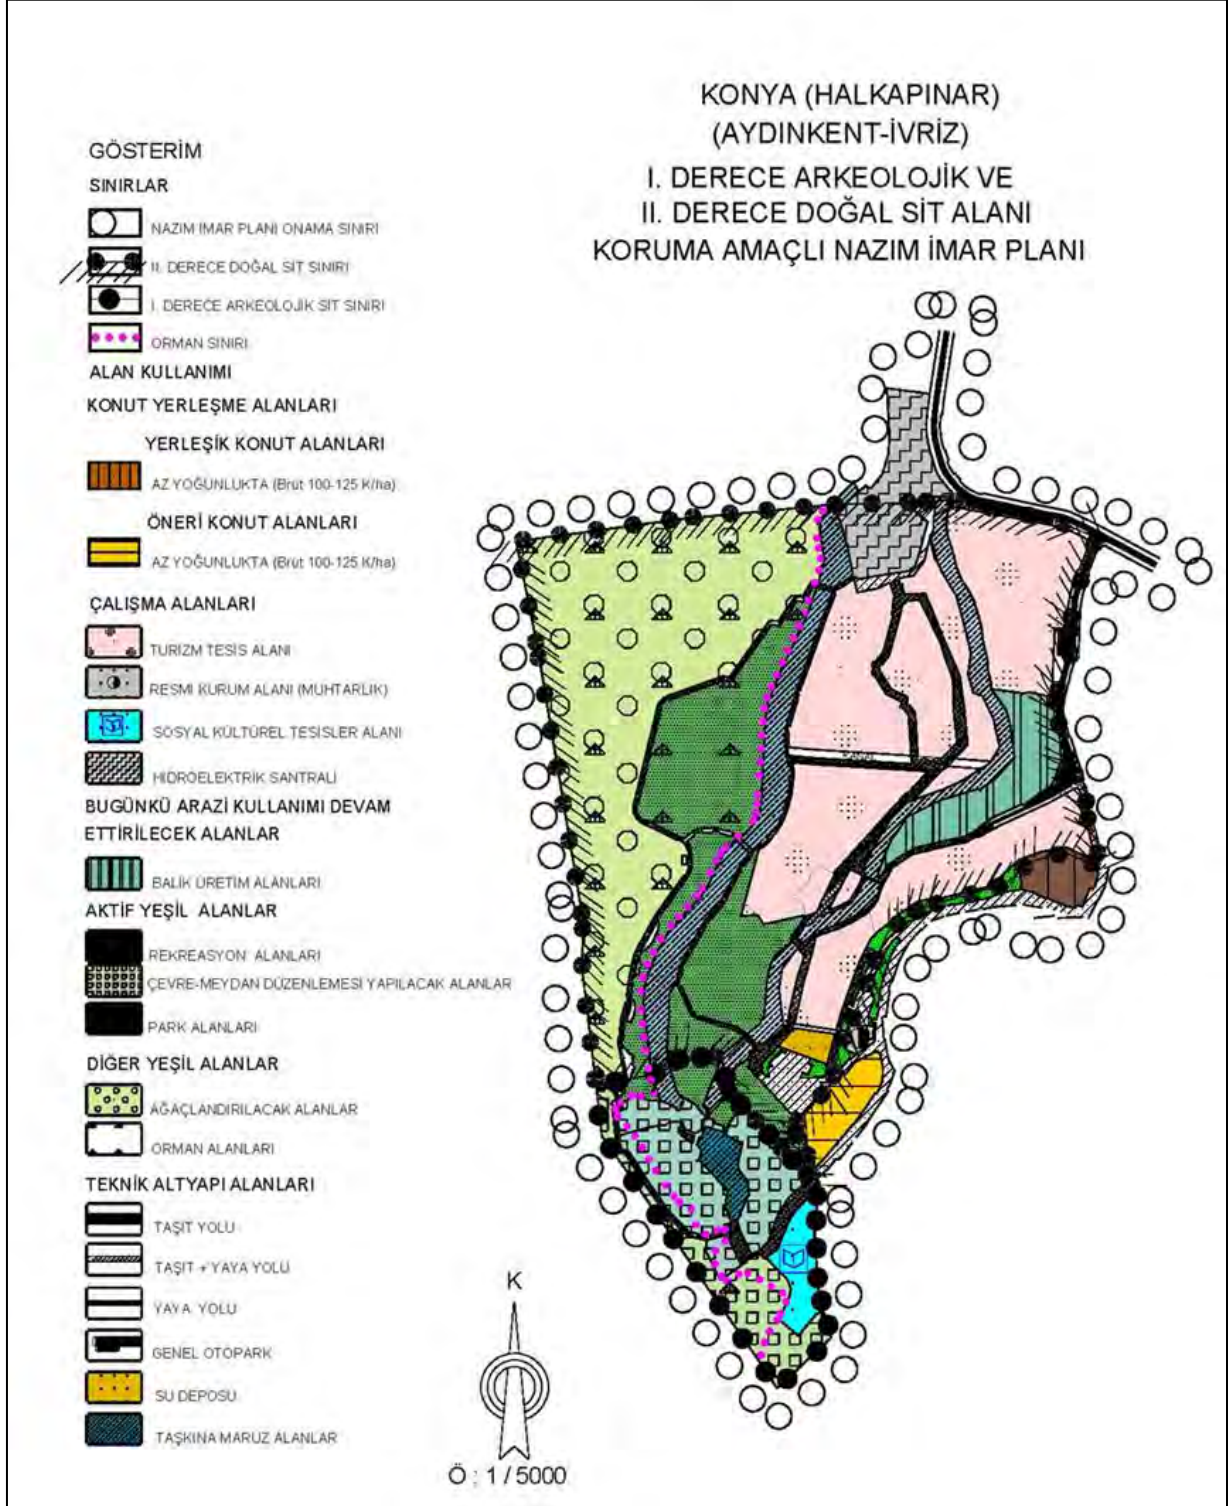 KONYA (HALKAPINAR)
(AYDINKENT-İVRİZ)
I. DERECE ARKEOLOJİK VE
II. DERECE DOĞAL SİT ALANI
KORUMA AMAÇLI NAZIM İMAR PLANI
GÖSTERİM
SINIRLAR
NAZIM İMAR PLANI ONAMA SINIRI
II. DERECE DOĞAL SİT SINIRI
I. DERECE ARKEOLOJİK SİT SINIRI
ORMAN SINIRI
ALAN KULLANIMI
KONUT YERLEŞME ALANLARI
YERLEŞİK KONUT ALANLARI
AZ YOĞUNLUKTA (Brüt 100-125 K/ha)
ÖNERİ KONUT ALANLARI
AZ YOĞUNLUKTA (Brüt 100-125 K/ha)
ÇALIŞMA ALANLARI
TURİZM TESİS ALANI
RESMİ KURUM ALANI (MUHTARLIK)
SOSYAL KÜLTÜREL TESİSLER ALANI
HİDROELEKTRİK SANTRALİ
BUGÜNKÜ ARAZİ KULLANIMI DEVAM
ETTİRİLECEK ALANLAR
BALIK ÜRETİM ALANLARI
AKTİF YEŞİL ALANLAR
REKREASYON ALANLARI
ÇEVRE-MEYDAN DÜZENLEMESİ YAPILACAK ALANLAR
PARK ALANLARI
DİĞER YEŞİL ALANLAR
AĞAÇLANDIRILACAK ALANLAR
ORMAN ALANLARI
TEKNİK ALTYAPI ALANLARI
TAŞIT YOLU
TAŞIT + YAYA YOLU
YAYA YOLU
GENEL OTOPARK
SU DEPOSU
TAŞKINA MARUZ ALANLAR
K
Ö : 1 / 5000